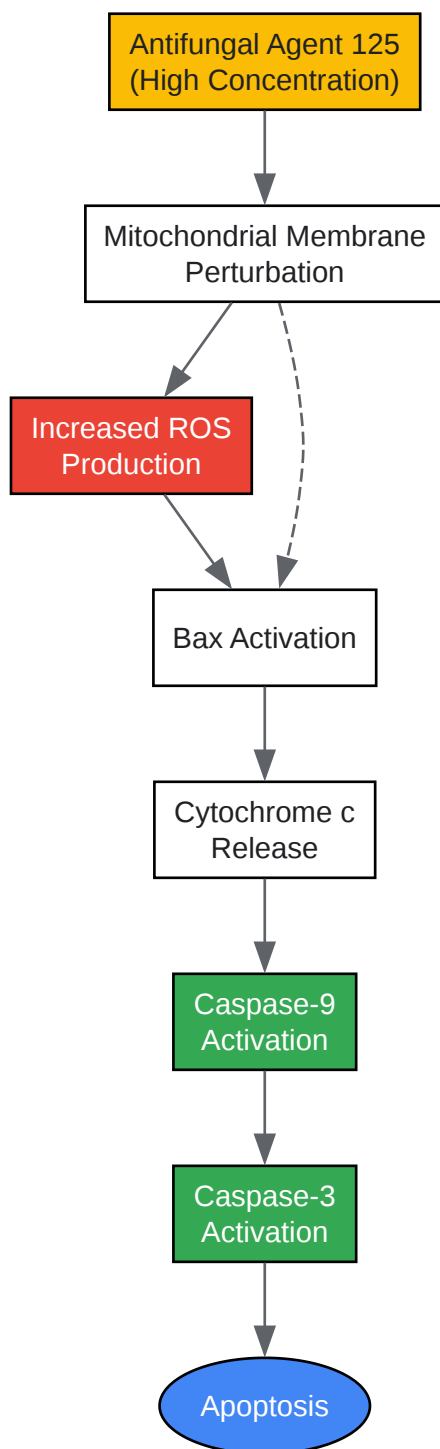 Antifungal Agent 125
(High Concentration)
Mitochondrial Membrane
Perturbation
Increased ROS
Production
Bax Activation
Cytochrome c
Release
Caspase-9
Activation
Caspase-3
Activation
Apoptosis